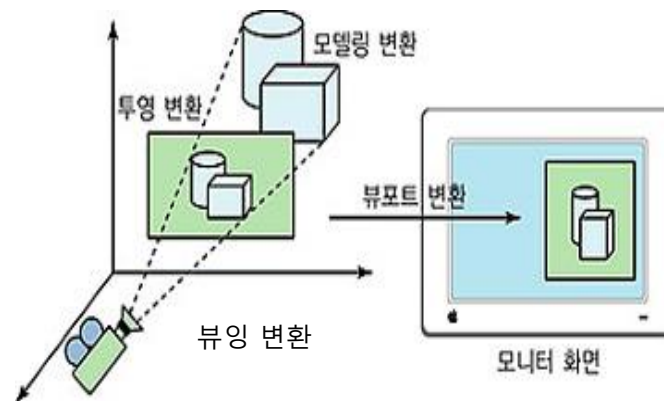 모델링 변환
투영 변환
뷰포트 변환
뷰잉 변환
모니터 화면